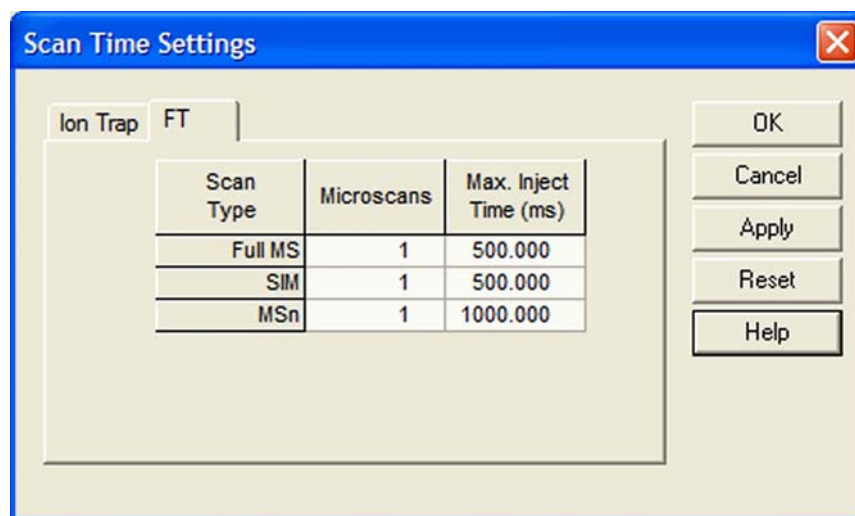 Scan Time Settings
Ion Trap FT
Scan Type Microscans Max. Inject Time (ms)
Full MS 1 500.000
SIM 1 500.000
MSn 1 1000.000
OK
Cancel
Apply
Reset
Help